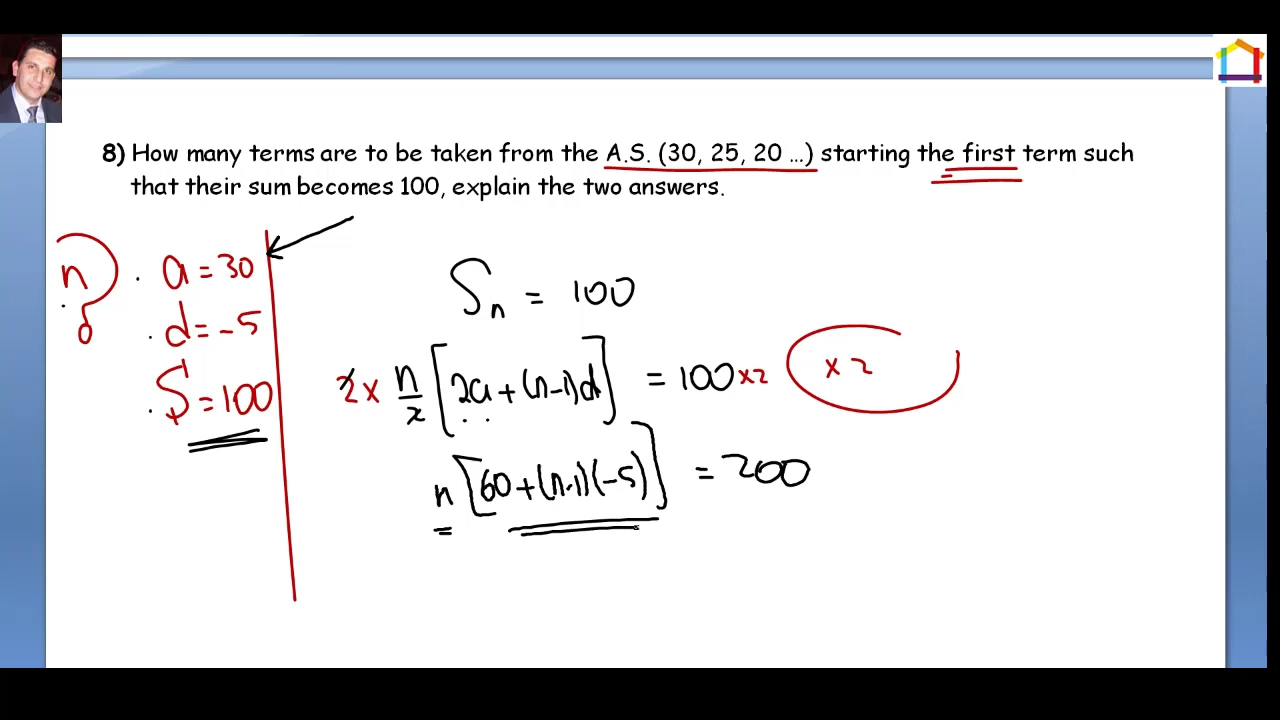 8) How many terms are to be taken from the A.S. (30, 25, 20 ...) starting the first term such
that their sum becomes 100, explain the two answers.
n ?
a = 30
d = -5
S = 100
S_n = 100
2 × n/2 [2a + (n-1)d] = 100 ×2
×2
n [60 + (n-1)(-5)] = 200